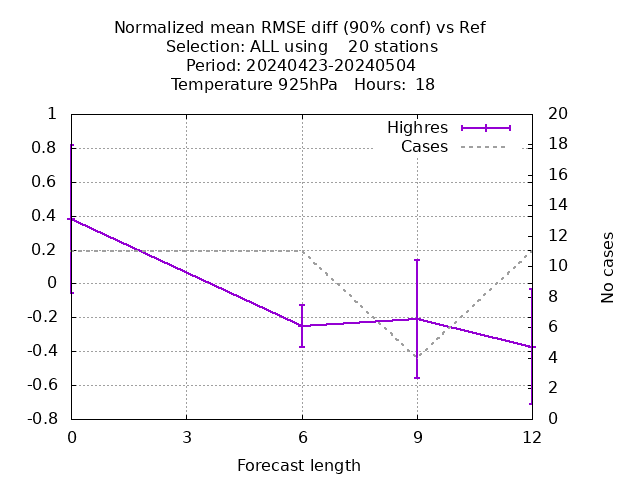 Normalized mean RMSE diff (90% conf) vs Ref
Selection: ALL using    20 stations
Period: 20240423-20240504
Temperature 925hPa   Hours:  18
Highres
Cases
1
0.8
0.6
0.4
0.2
0
-0.2
-0.4
-0.6
-0.8
20
18
16
14
12
10
8
6
4
2
0
No cases
0 3 6 9 12
Forecast length